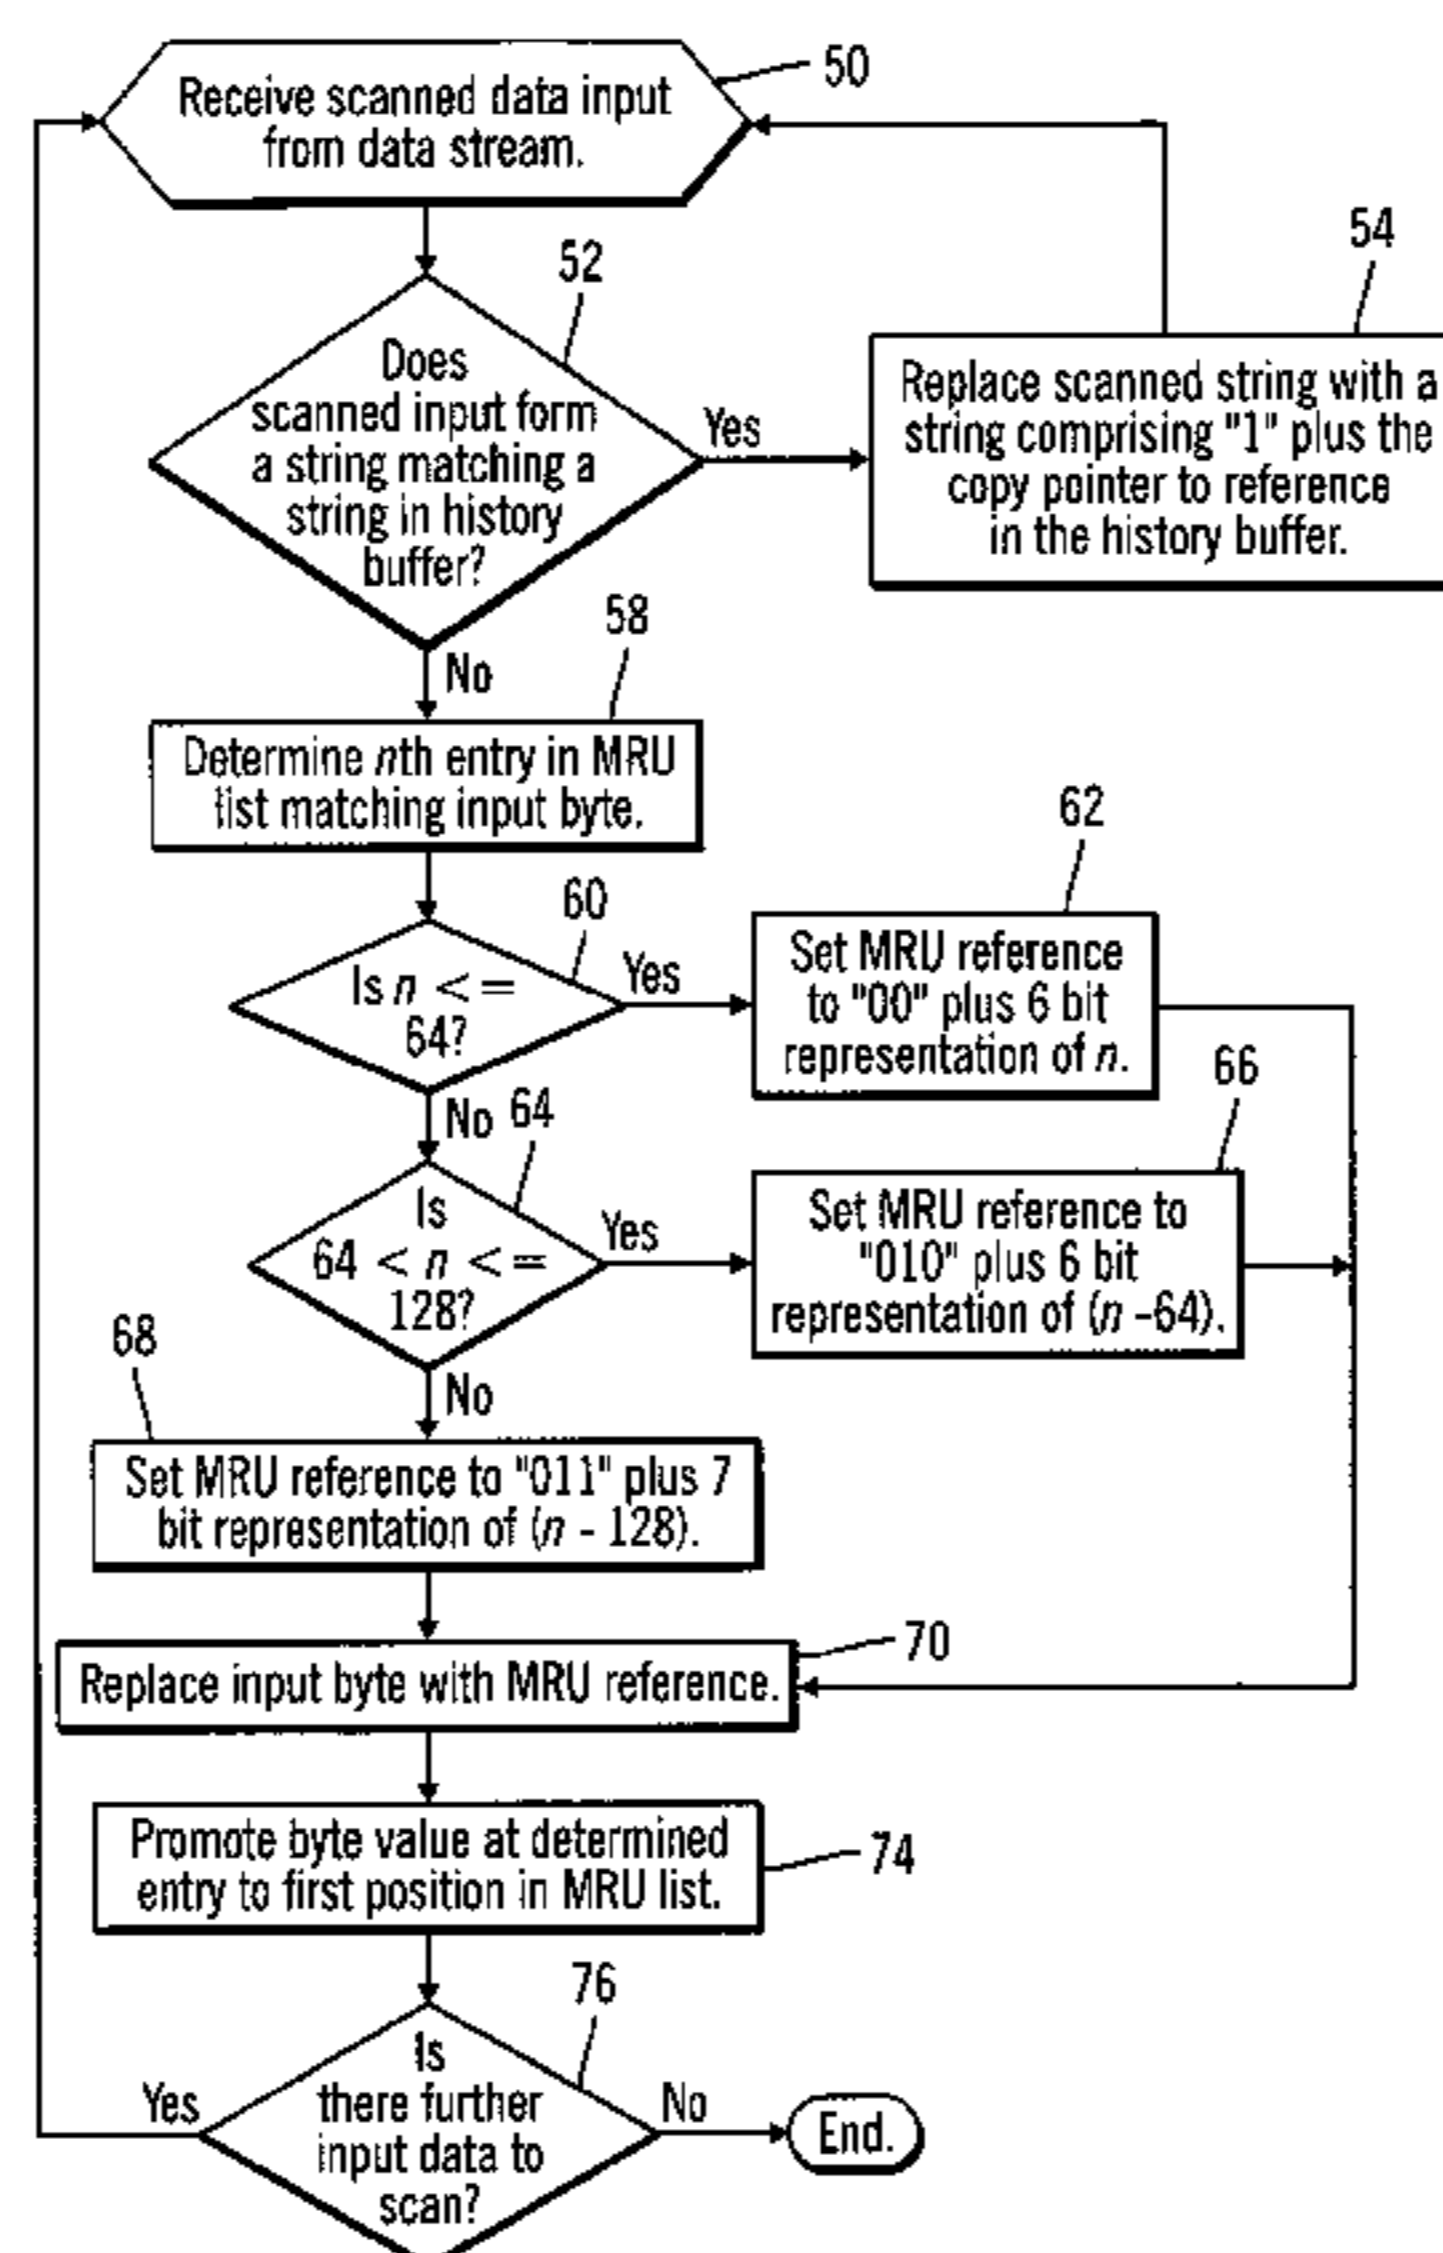 50
Receive scanned data input
from data stream.
52
54
Does
scanned input form
a string matching a
string in history
buffer?
Yes
Replace scanned string with a
string comprising "1" plus the
copy pointer to reference
in the history buffer.
No
58
Determine nth entry in MRU
list matching input byte.
60
62
Is n <=
64?
Yes
Set MRU reference
to "00" plus 6 bit
representation of n.
No
64
66
Is
64 < n <=
128?
Yes
Set MRU reference to
"010" plus 6 bit
representation of (n -64).
No
68
Set MRU reference to "011" plus 7
bit representation of (n - 128).
70
Replace input byte with MRU reference.
Promote byte value at determined
entry to first position in MRU list.
74
76
Is
there further
input data to
scan?
Yes
No
End.